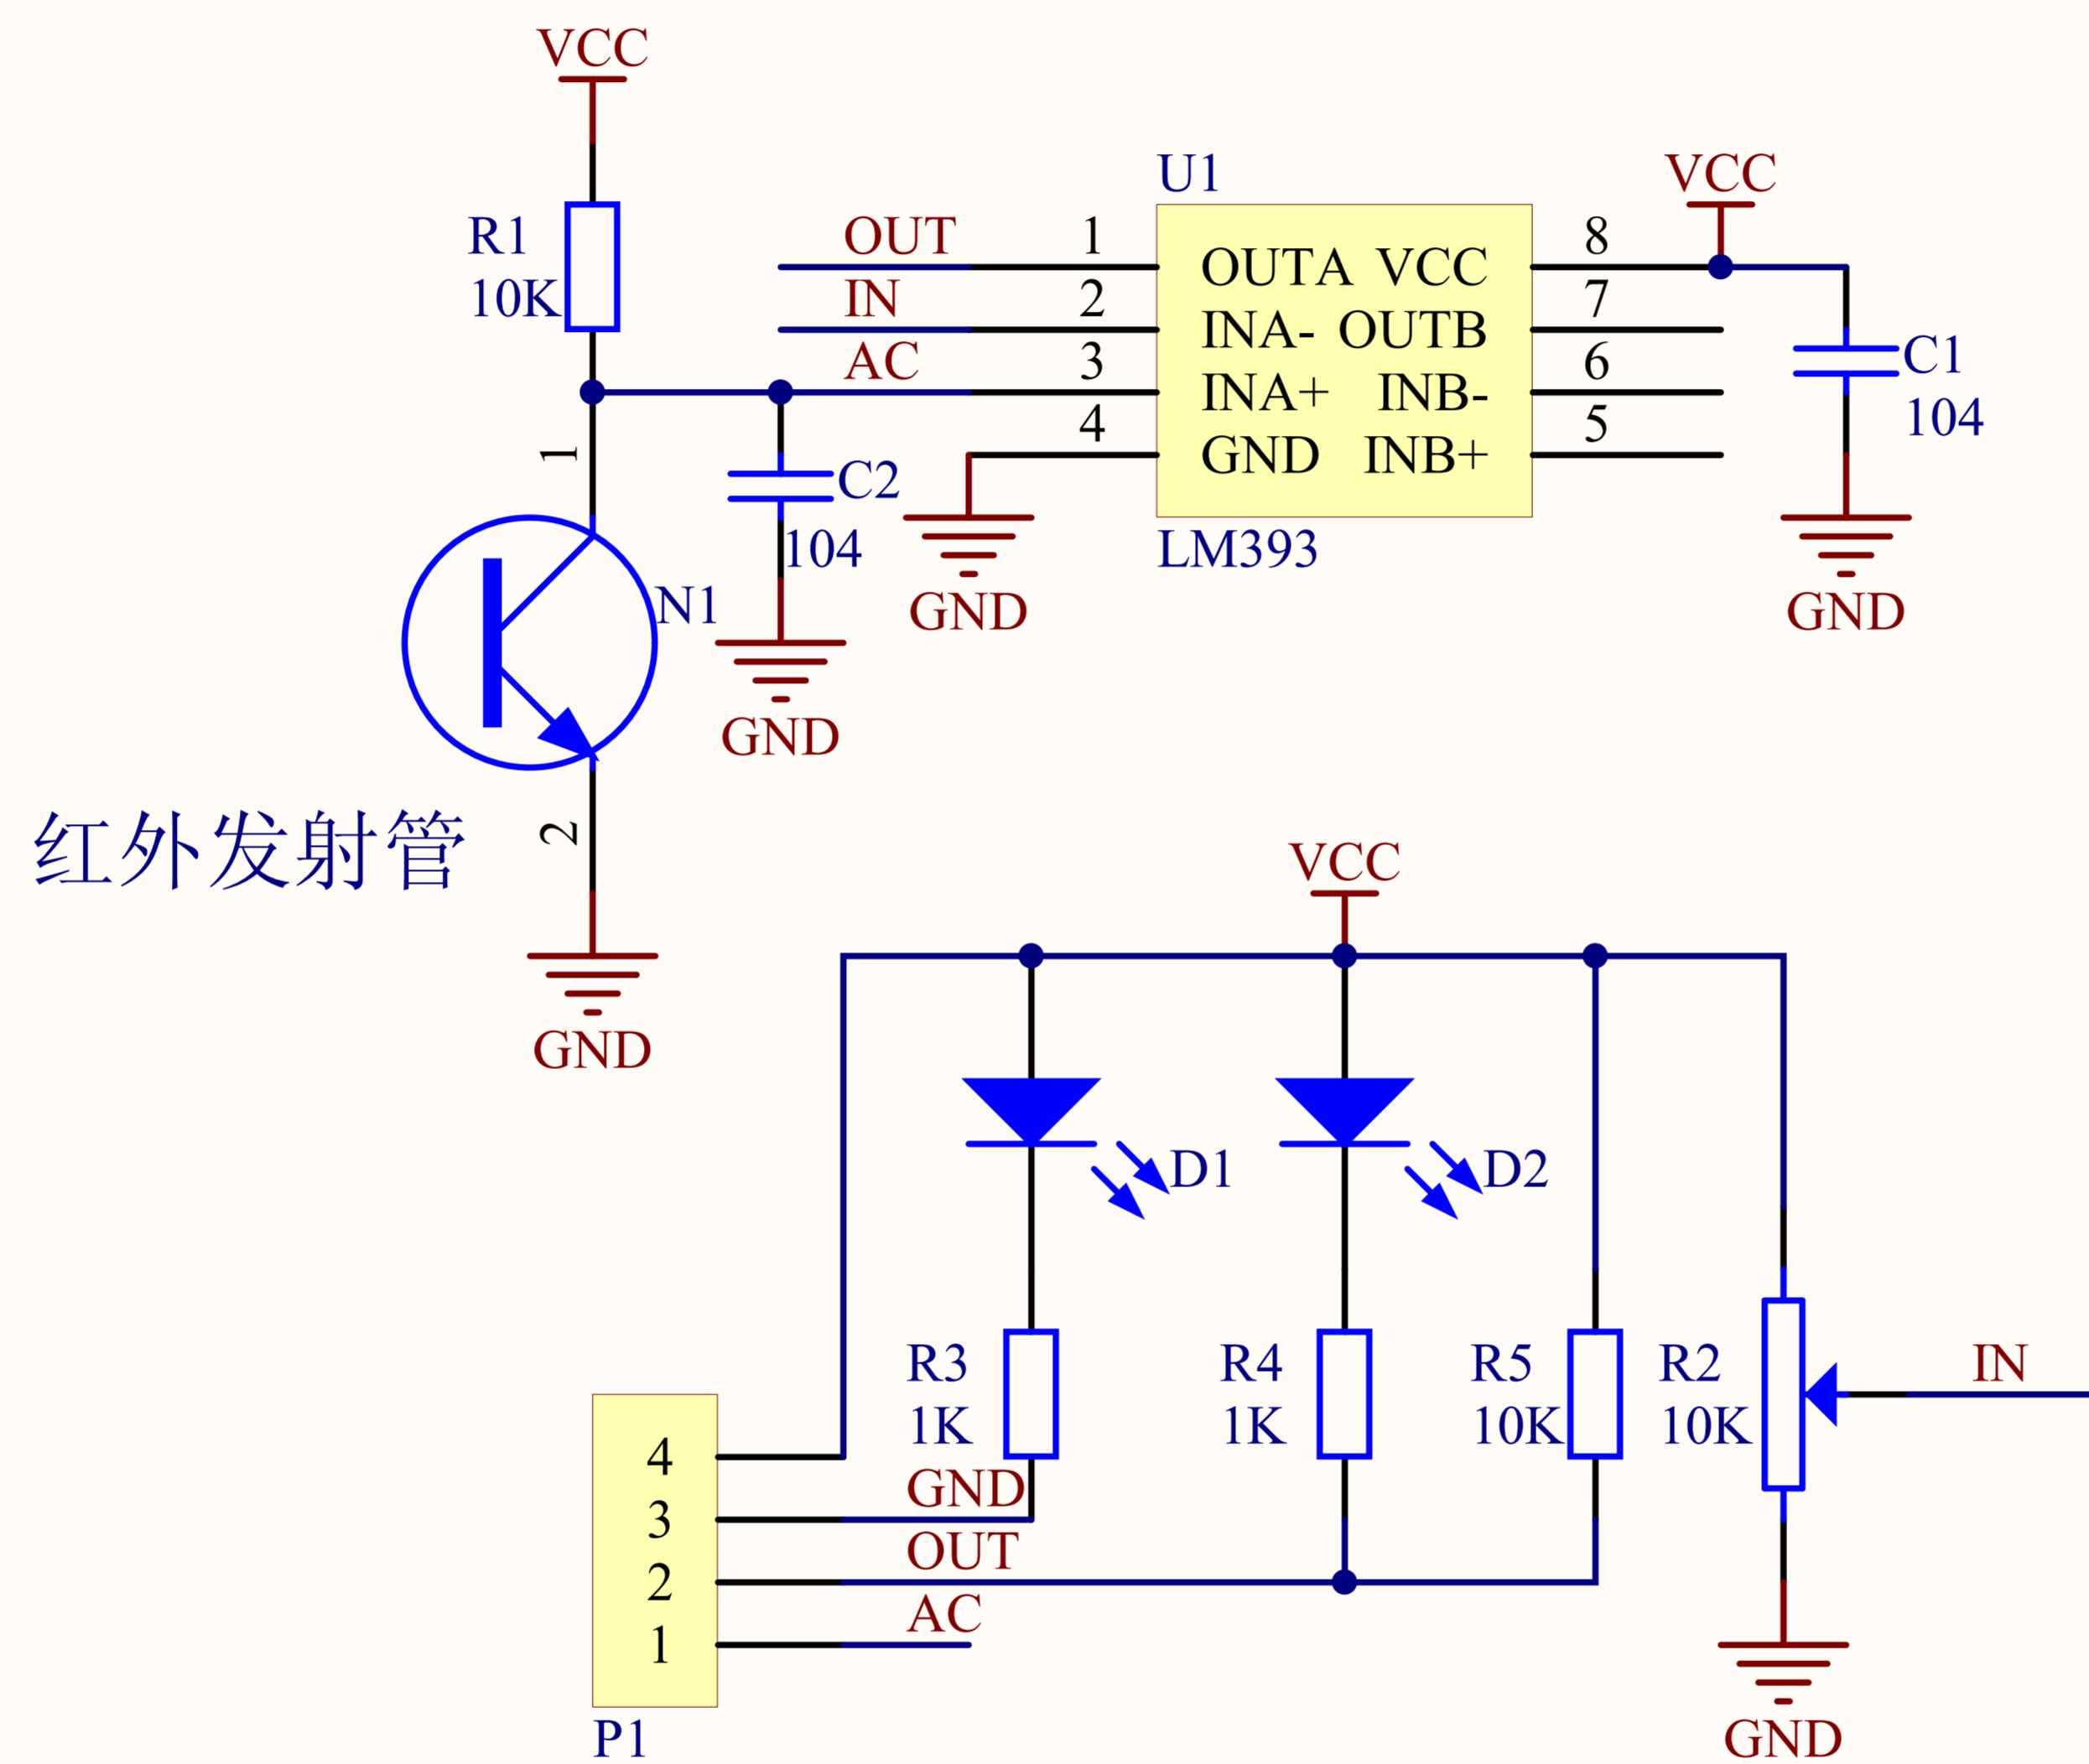 VCC
R1
10K
1
N1
2
红外发射管
GND
C2
104
GND
U1
OUT
1
IN
2
AC
3
4
OUTA VCC
INA- OUTB
INA+ INB-
GND INB+
LM393
GND
8
7
6
5
VCC
C1
104
GND
VCC
D1
D2
R3
1K
R4
1K
R5
10K
R2
10K
IN
GND
4
GND
3
OUT
2
AC
1
P1